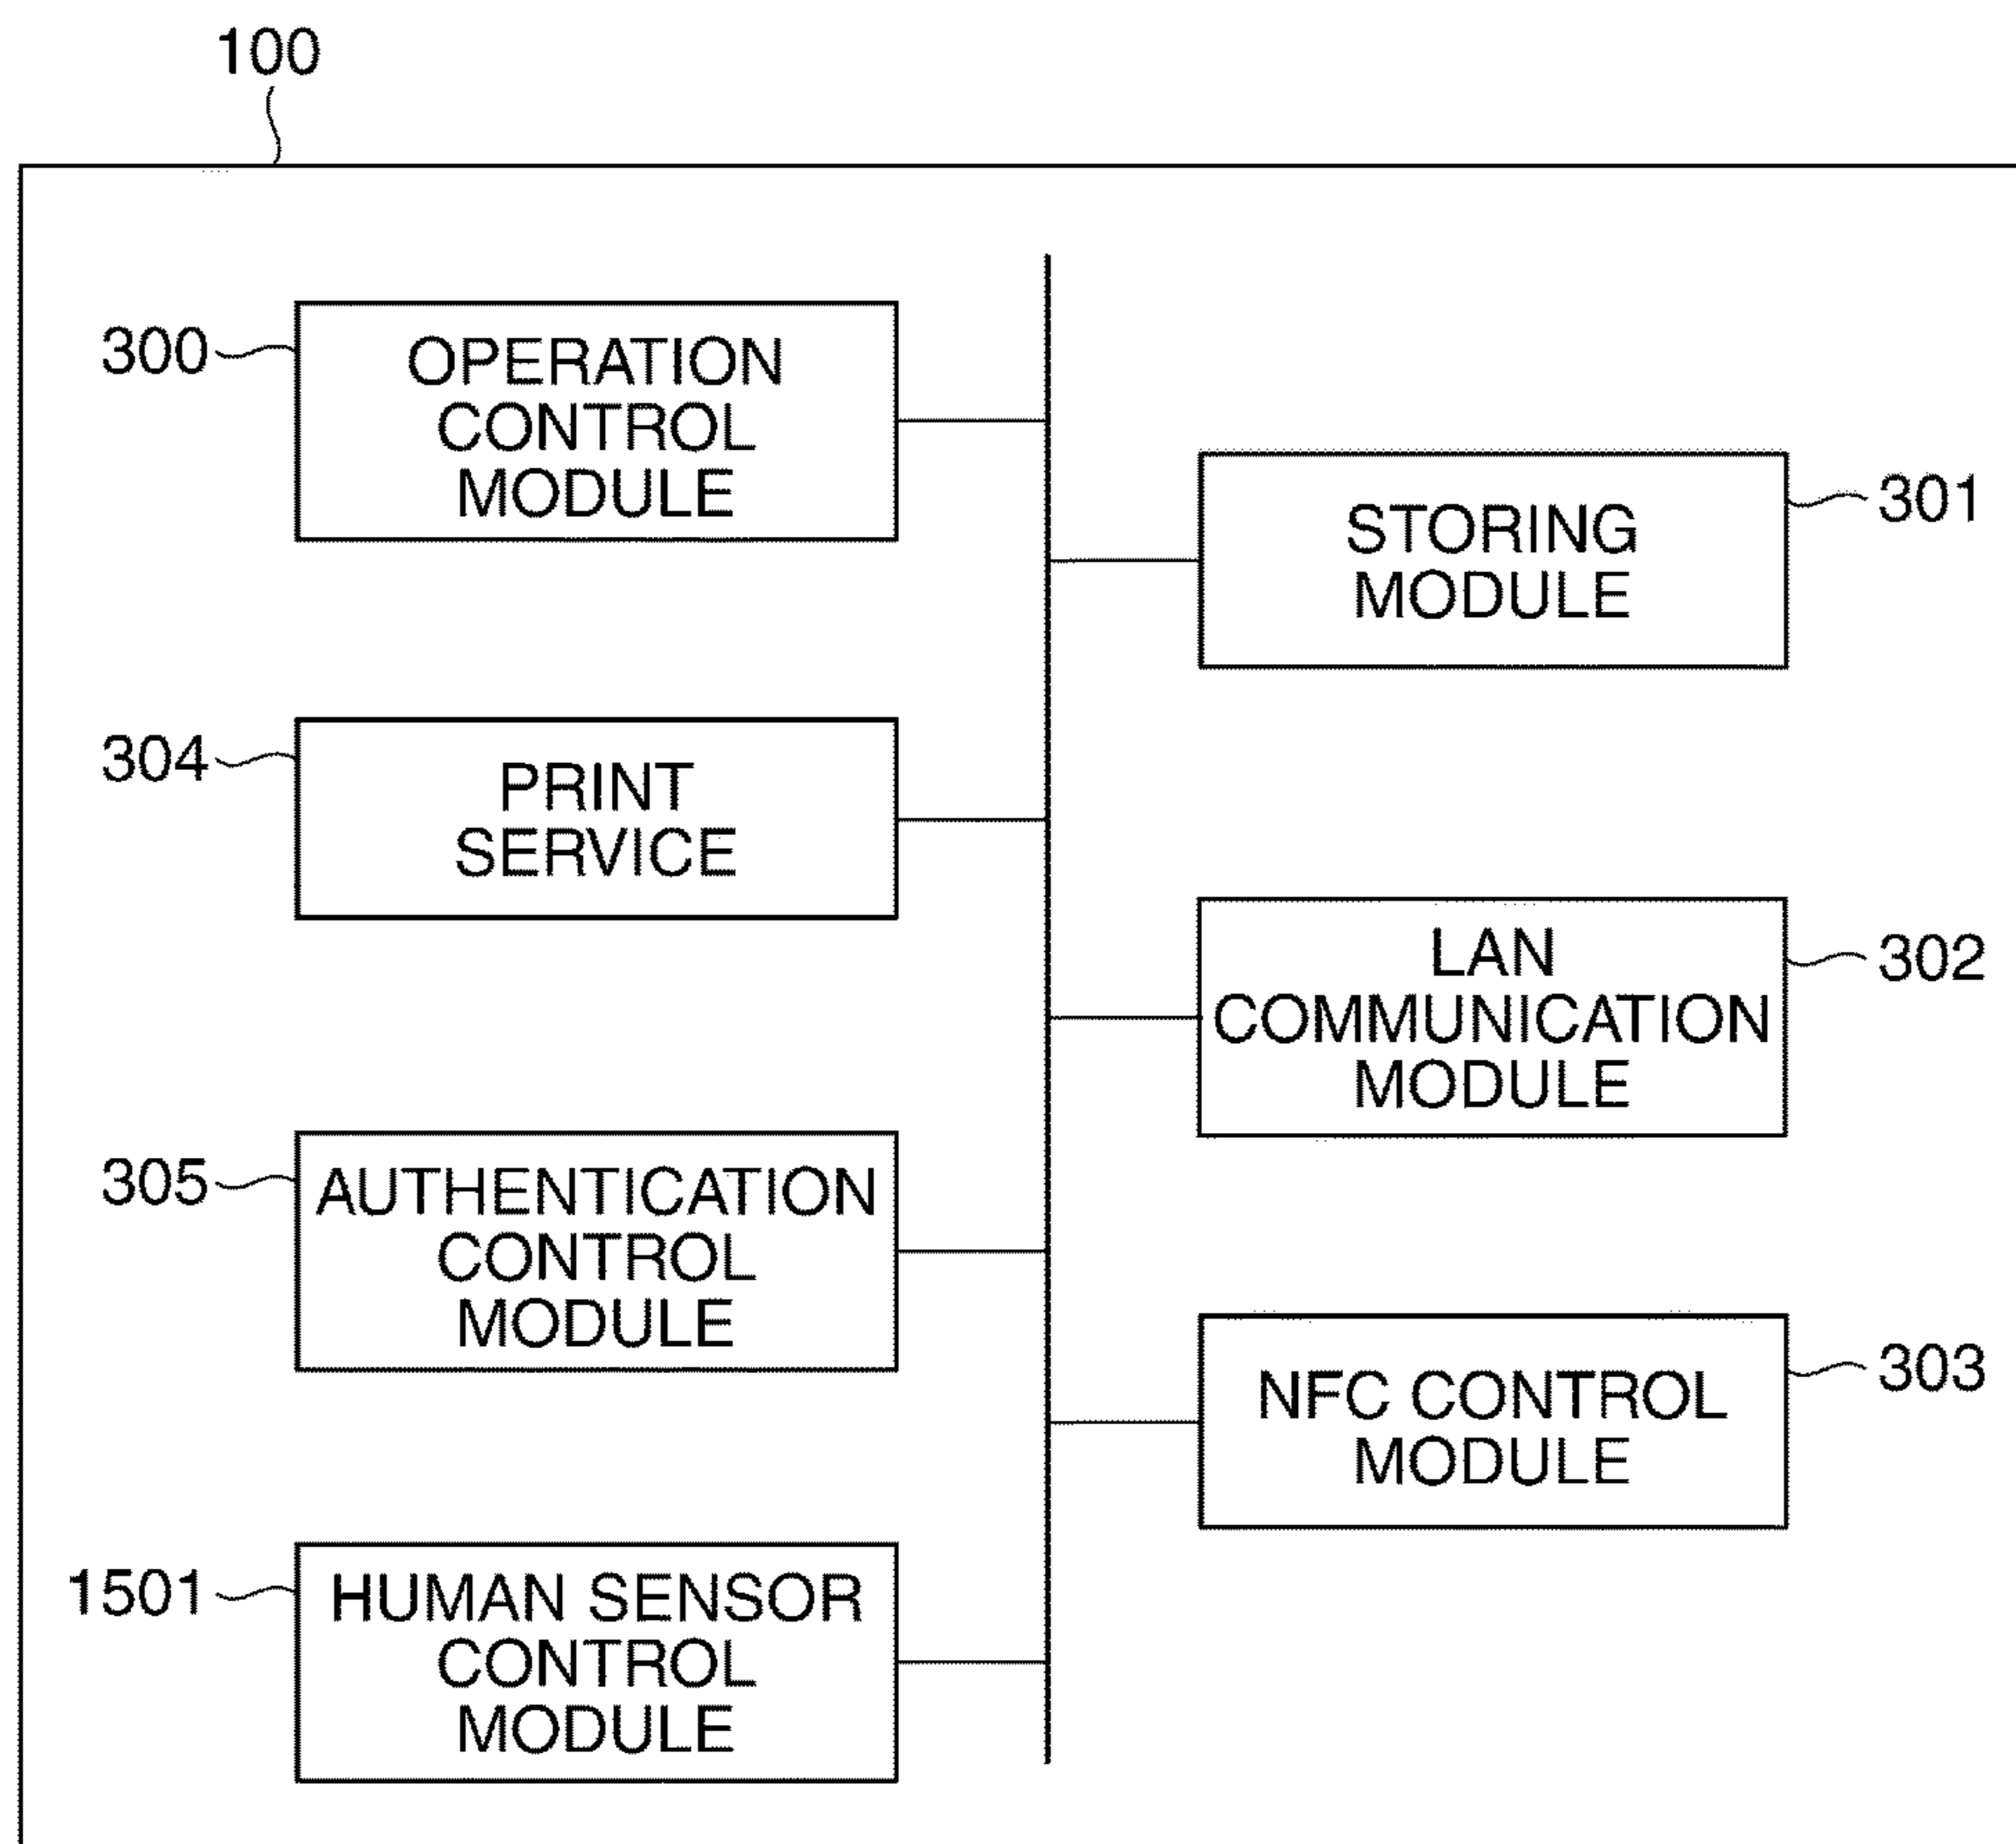 100
300
OPERATION
CONTROL
MODULE
301
STORING
MODULE
304
PRINT
SERVICE
302
LAN
COMMUNICATION
MODULE
305
AUTHENTICATION
CONTROL
MODULE
303
NFC CONTROL
MODULE
1501
HUMAN SENSOR
CONTROL
MODULE